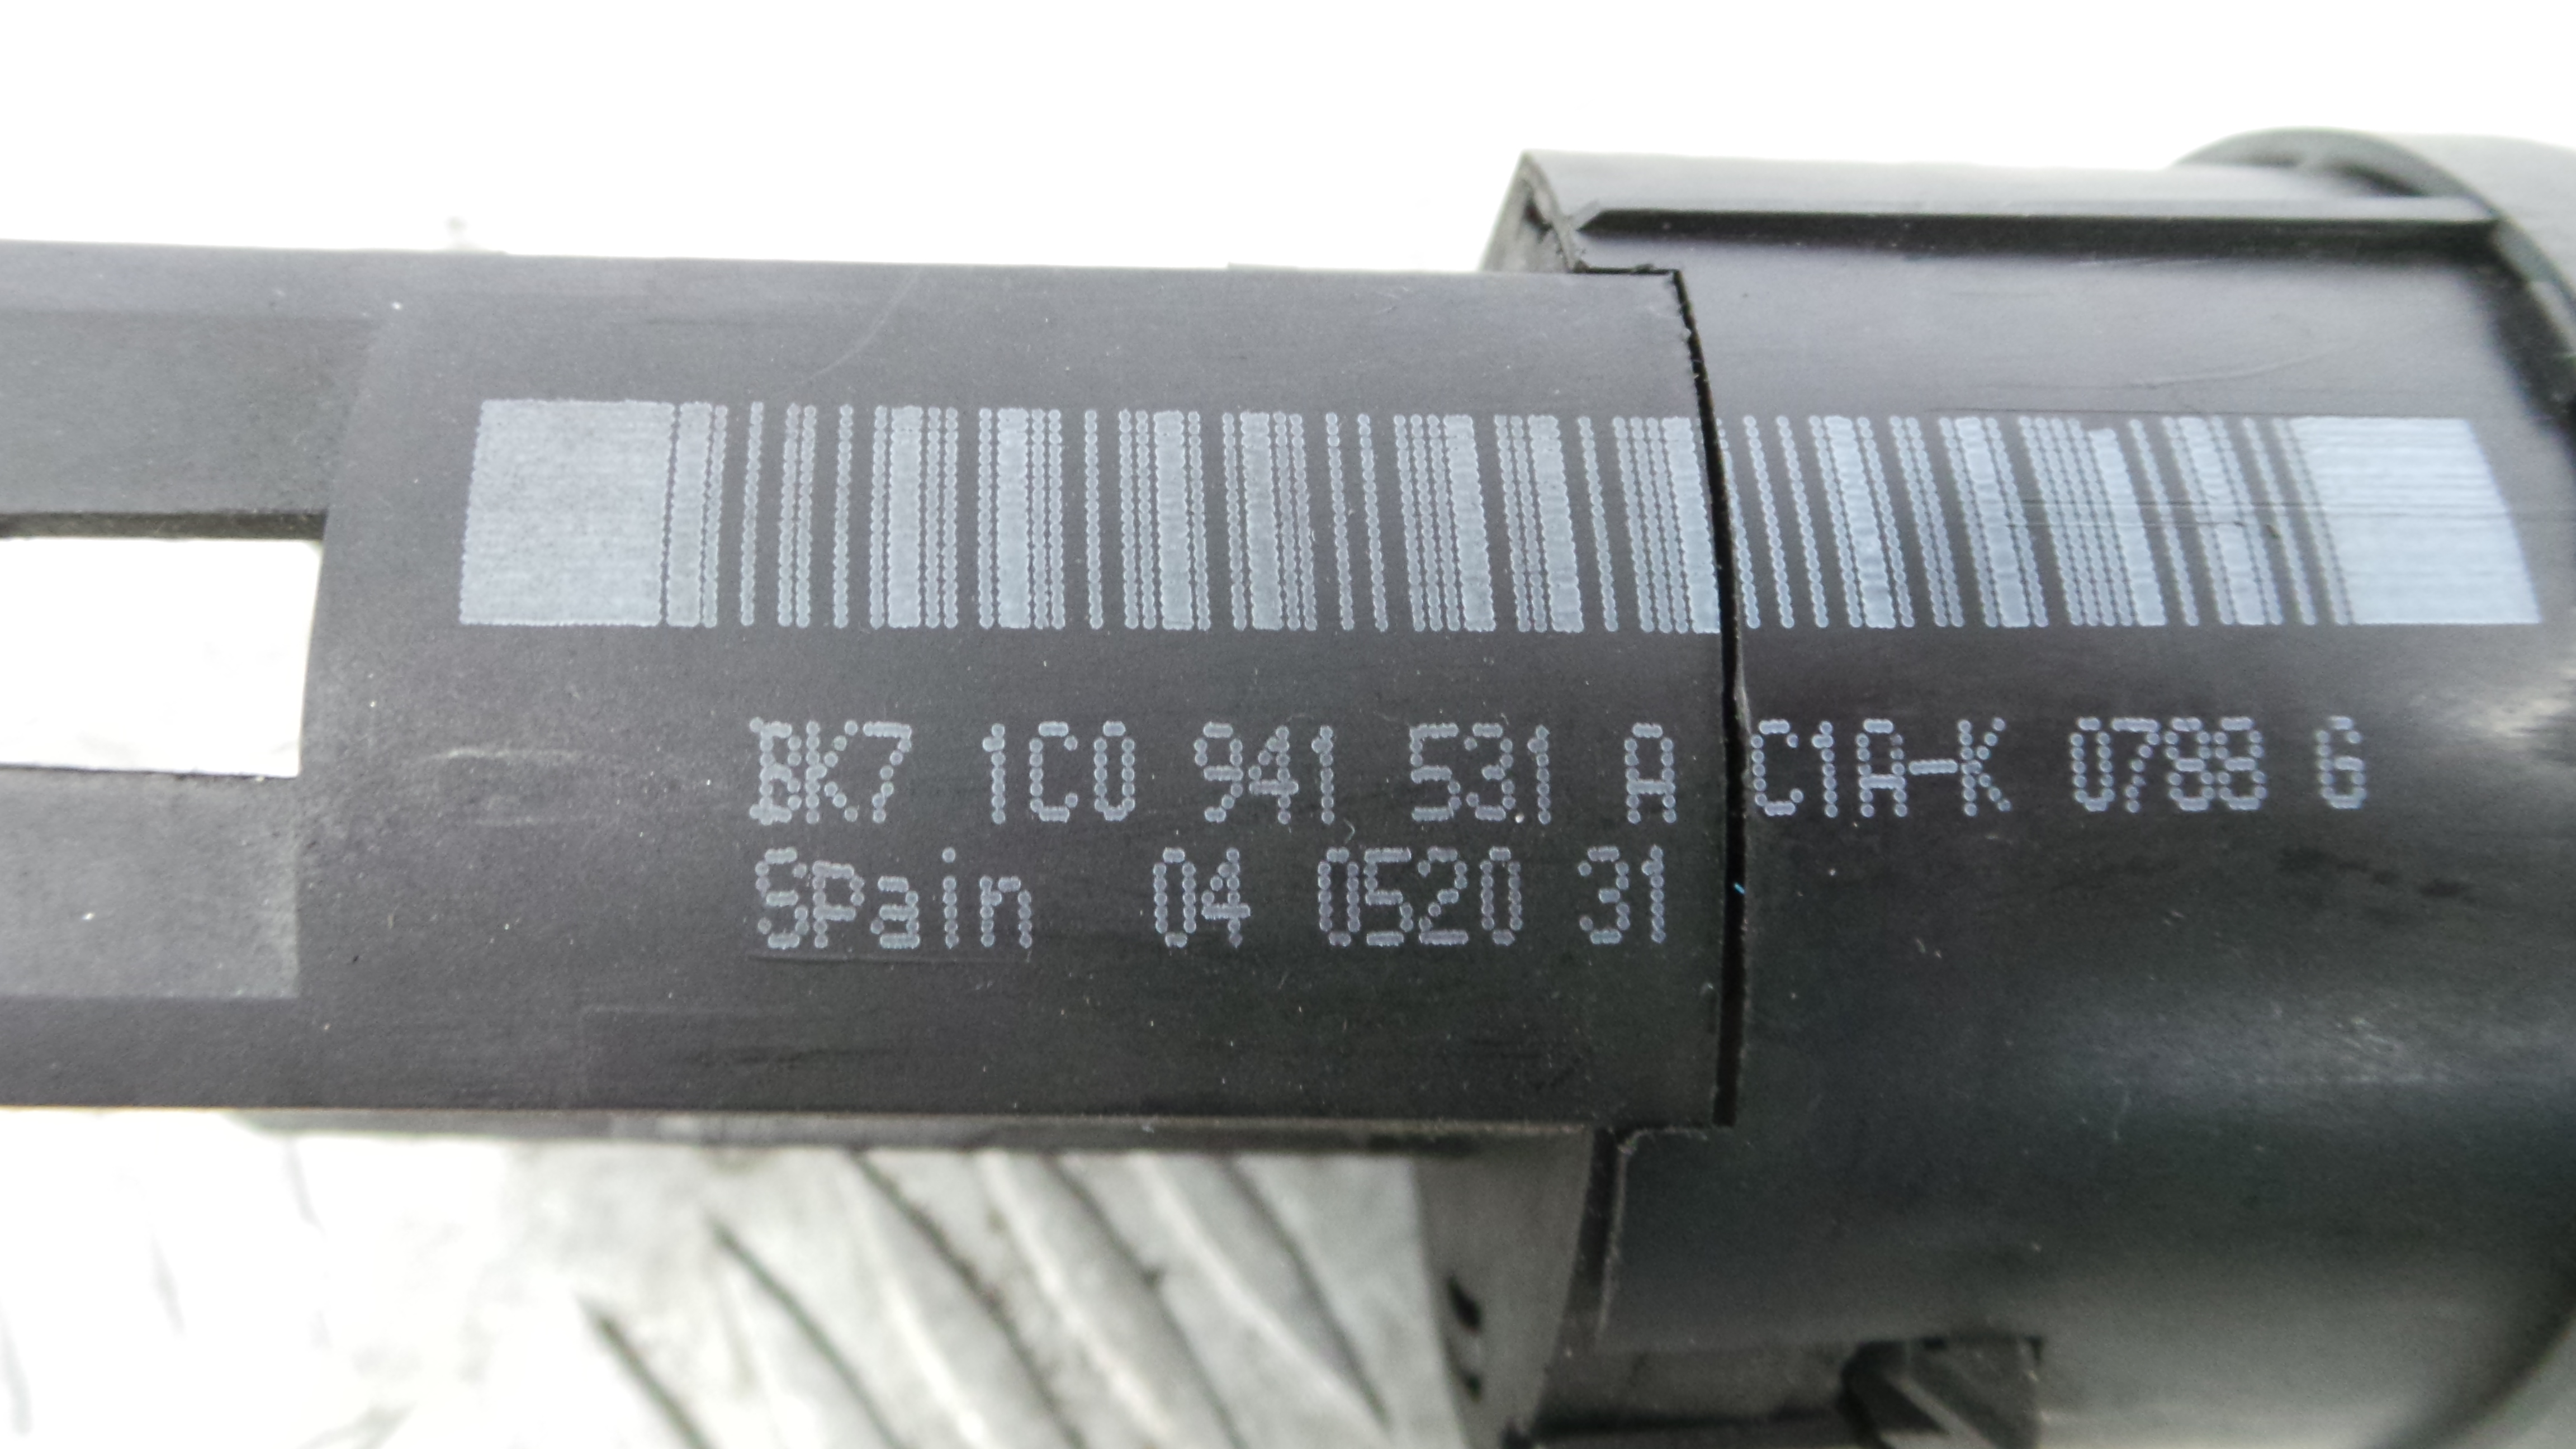 BK7 1C0 941 531 A C1A-K 0788 G
Spain 04 0520 31